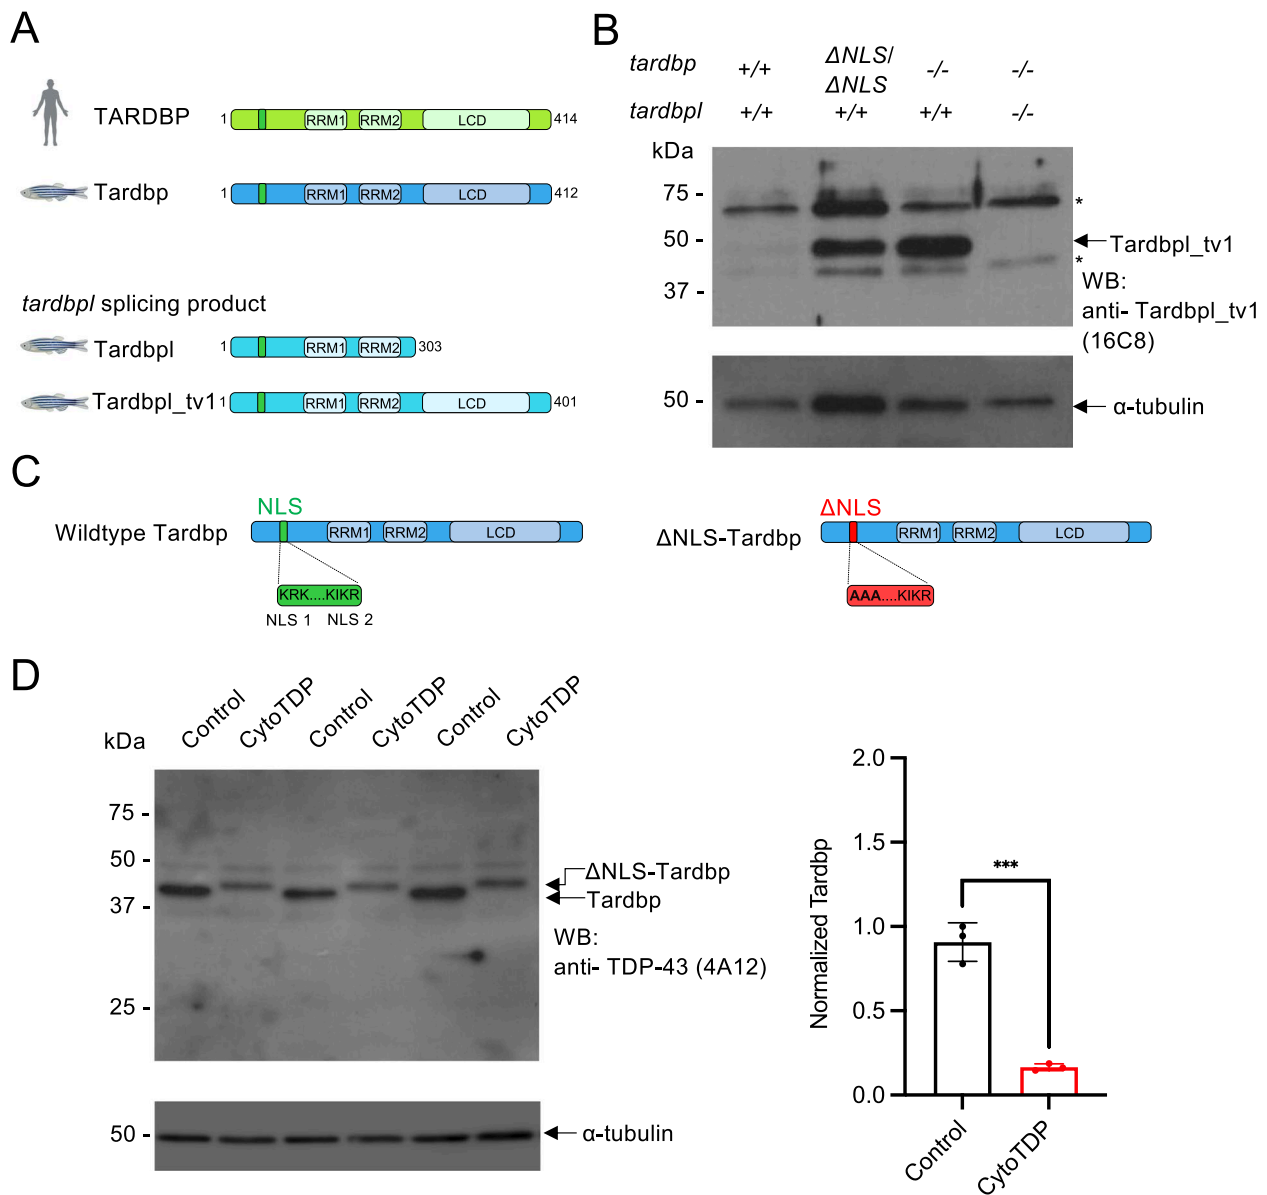 A
TARDBP
1
RRM1
RRM2
LCD
414
Tardbp
1
RRM1
RRM2
LCD
412
tardbpl splicing product
Tardbpl
1
RRM1
RRM2
303
Tardbpl_tv1
1
RRM1
RRM2
LCD
401
B
tardbp
+/+
ΔNLS/
ΔNLS
-/-
-/-
tardbpl
+/+
+/+
+/+
-/-
kDa
75 -
50 -
37 -
*
Tardbpl_tv1
*
WB:
anti- Tardbpl_tv1
(16C8)
50 -
α-tubulin
C
NLS
Wildtype Tardbp
RRM1
RRM2
LCD
KRK....KIKR
NLS 1
NLS 2
ΔNLS
ΔNLS-Tardbp
RRM1
RRM2
LCD
AAA....KIKR
D
Control
CytoTDP
Control
CytoTDP
Control
CytoTDP
kDa
75 -
50 -
37 -
25 -
ΔNLS-Tardbp
Tardbp
WB:
anti- TDP-43 (4A12)
50 -
α-tubulin
Normalized Tardbp
2.0
1.5
1.0
0.5
0.0
***
Control
CytoTDP